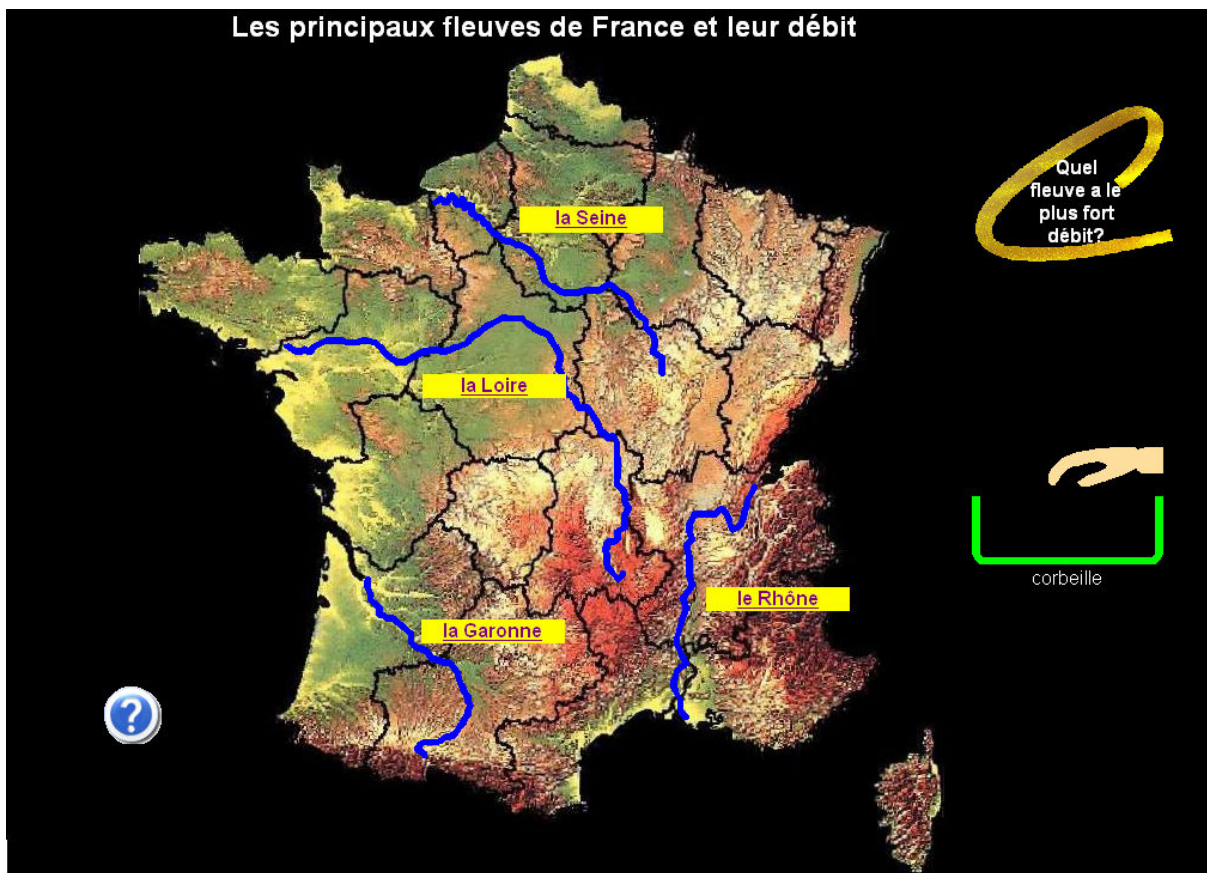 Les principaux fleuves de France et leur débit
Quel
fleuve a le
plus fort
débit?
la Seine
la Loire
corbeille
le Rhône
la Garonne
?